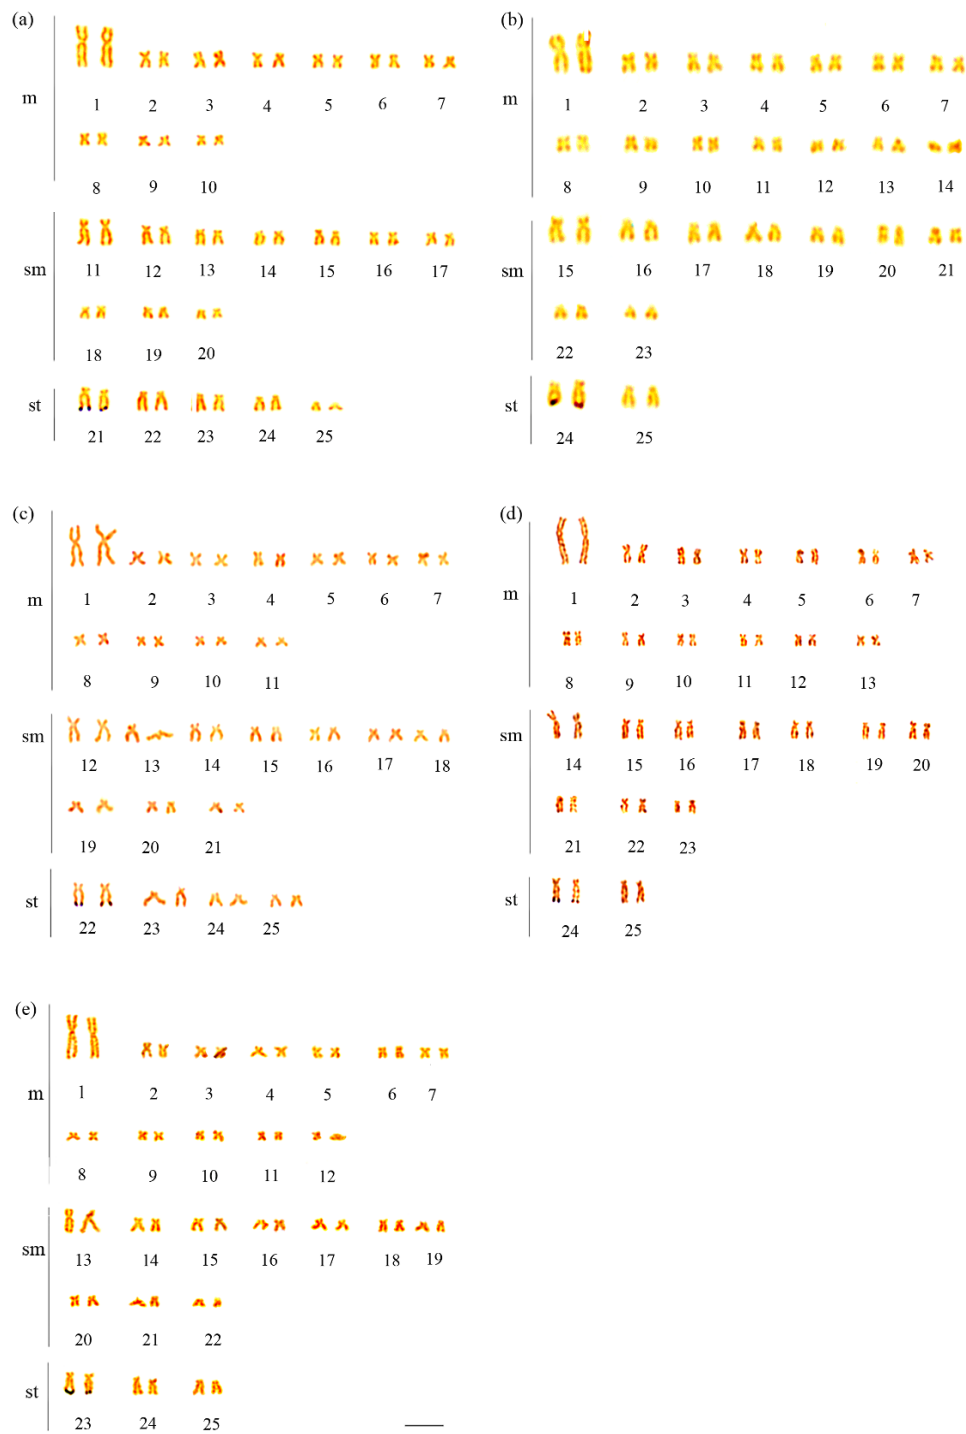 (a)
m
1 2 3 4 5 6 7
8 9 10
sm
11 12 13 14 15 16 17
18 19 20
st
21 22 23 24 25
(b)
m
1 2 3 4 5 6 7
8 9 10 11 12 13 14
sm
15 16 17 18 19 20 21
22 23
st
24 25
(c)
m
1 2 3 4 5 6 7
8 9 10 11
sm
12 13 14 15 16 17 18
19 20 21
st
22 23 24 25
(d)
m
1 2 3 4 5 6 7
8 9 10 11 12 13
sm
14 15 16 17 18 19 20
21 22 23
st
24 25
(e)
m
1 2 3 4 5 6 7
8 9 10 11 12
sm
13 14 15 16 17 18 19
20 21 22
st
23 24 25